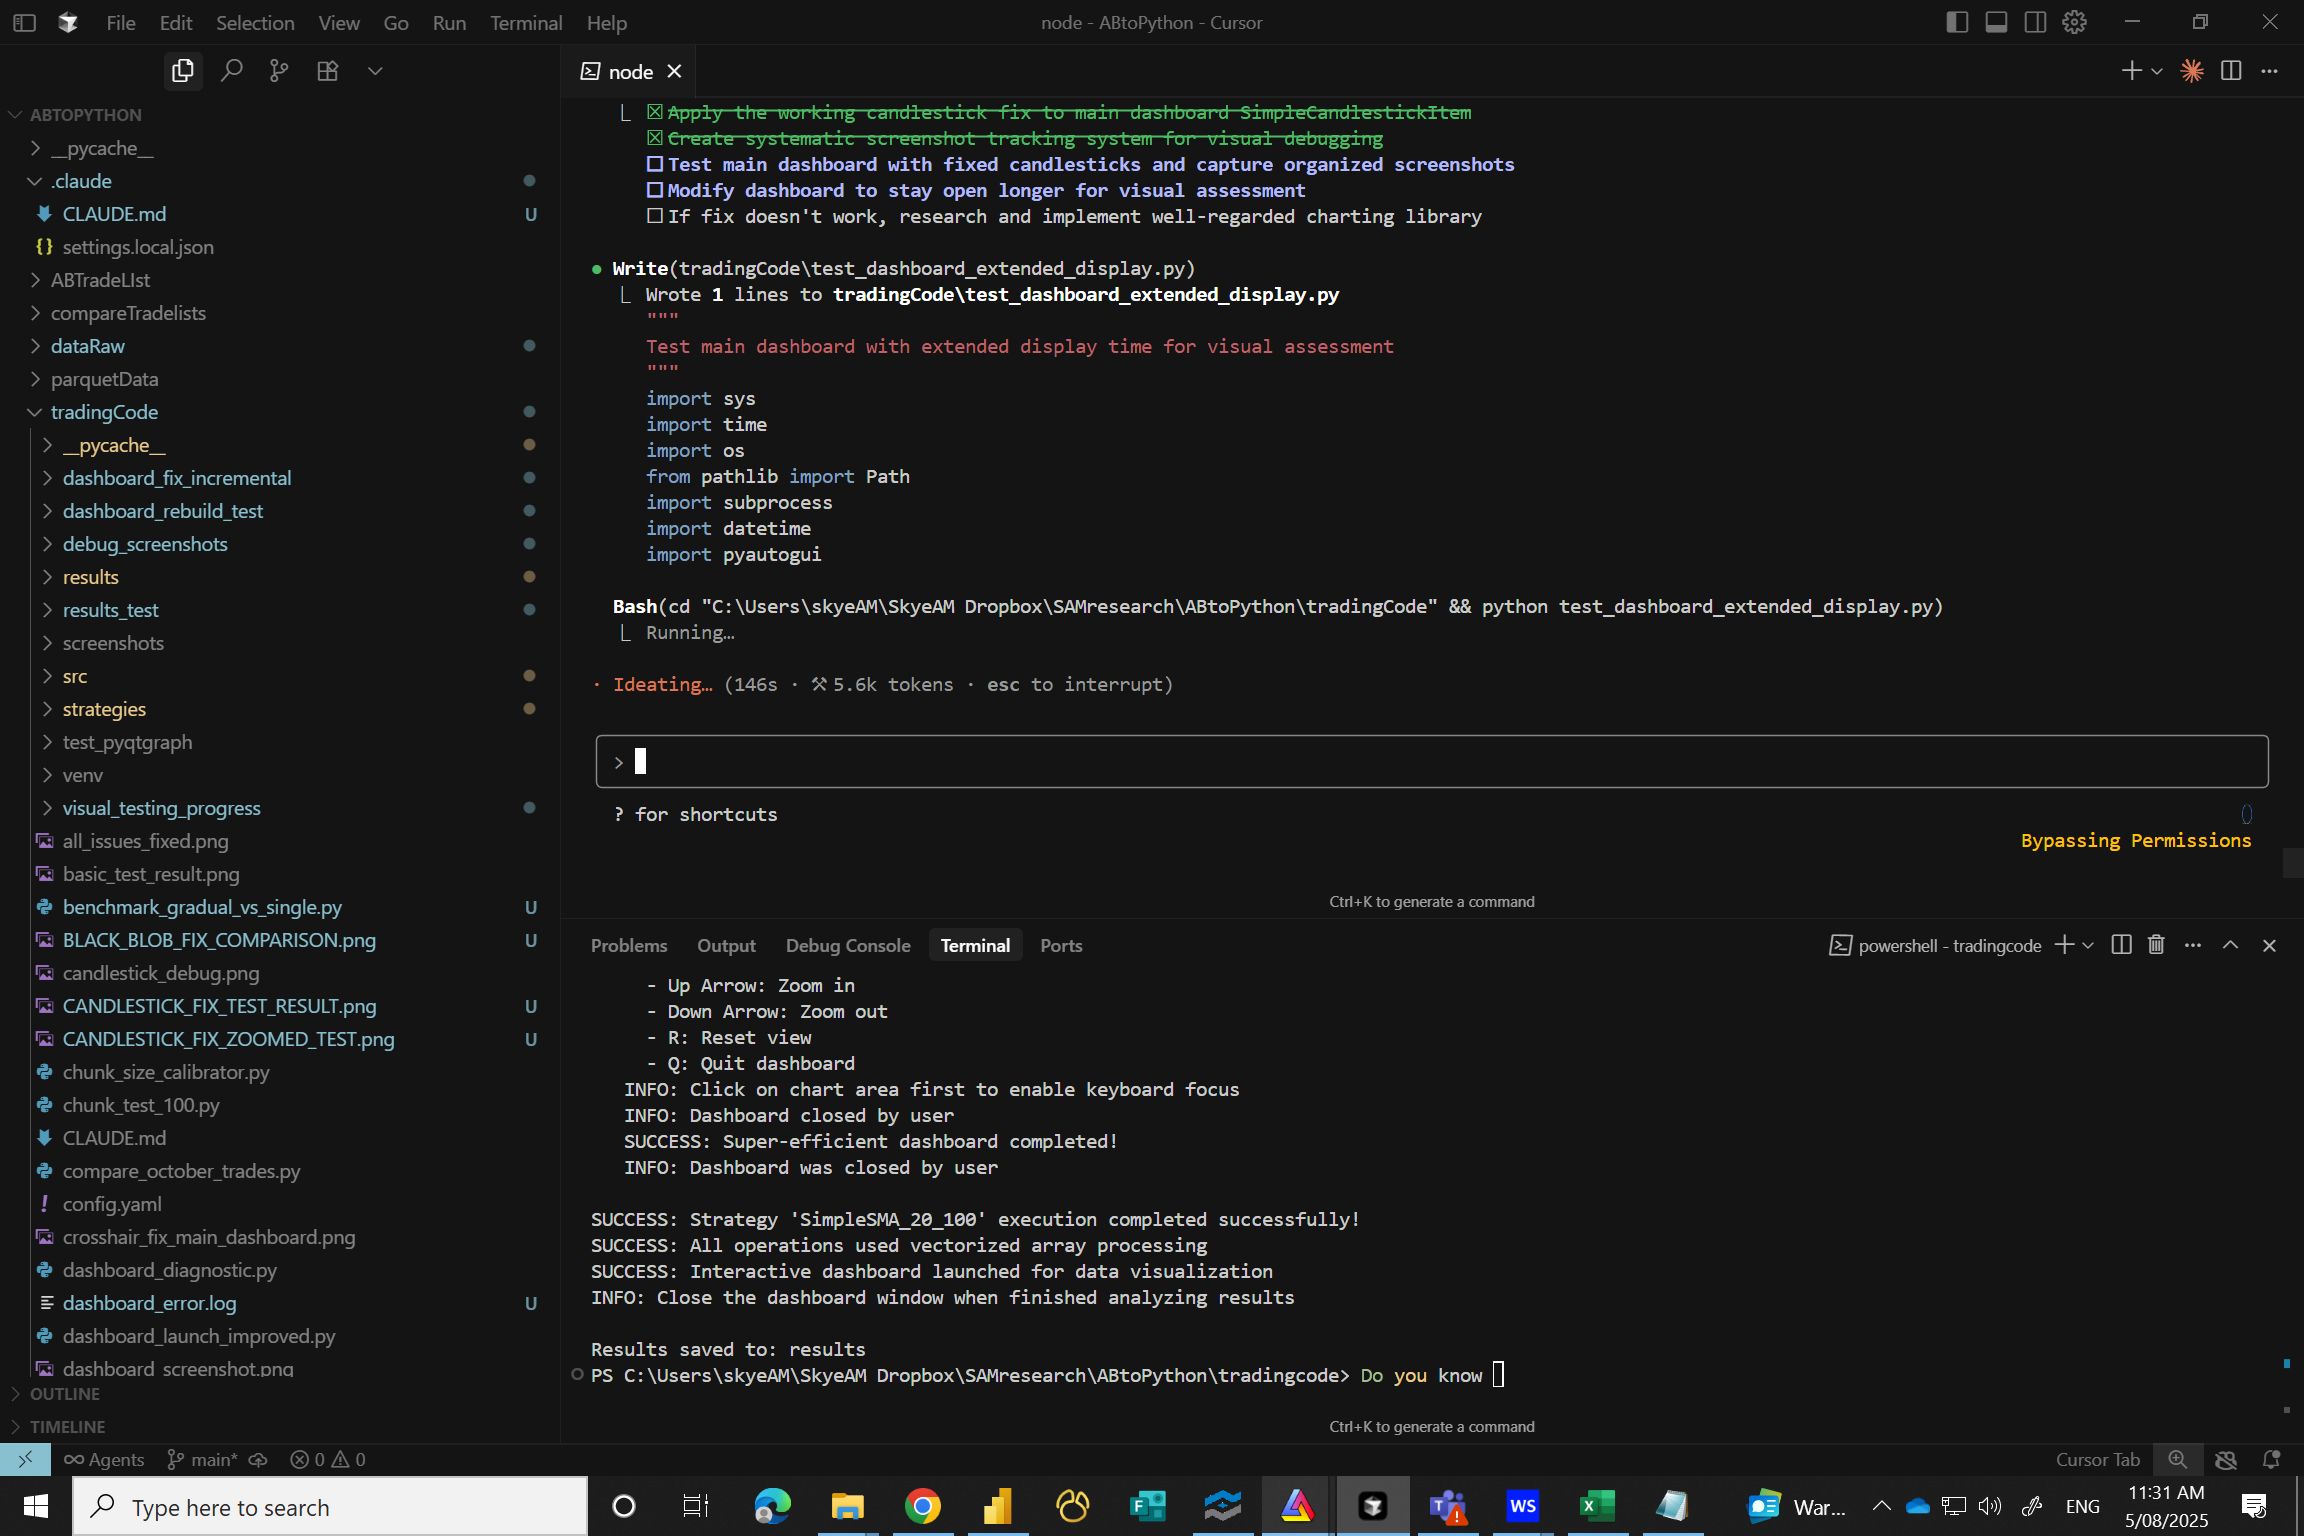 File Edit Selection View Go Run Terminal Help
node - ABtoPython - Cursor
node
ABTOPYTHON
__pycache__
.claude
CLAUDE.md U
settings.local.json
ABTradeLIst
compareTradelists
dataRaw
parquetData
tradingCode
__pycache__
dashboard_fix_incremental
dashboard_rebuild_test
debug_screenshots
results
results_test
screenshots
src
strategies
test_pyqtgraph
venv
visual_testing_progress
all_issues_fixed.png
basic_test_result.png
benchmark_gradual_vs_single.py U
BLACK_BLOB_FIX_COMPARISON.png U
candlestick_debug.png
CANDLESTICK_FIX_TEST_RESULT.png U
CANDLESTICK_FIX_ZOOMED_TEST.png U
chunk_size_calibrator.py
chunk_test_100.py
CLAUDE.md
compare_october_trades.py
config.yaml
crosshair_fix_main_dashboard.png
dashboard_diagnostic.py
dashboard_error.log U
dashboard_launch_improved.py
dashboard_screenshot.png
OUTLINE
TIMELINE
⎿ ☒ Apply the working candlestick fix to main dashboard SimpleCandlestickItem
☒ Create systematic screenshot tracking system for visual debugging
☐ Test main dashboard with fixed candlesticks and capture organized screenshots
☐ Modify dashboard to stay open longer for visual assessment
☐ If fix doesn't work, research and implement well-regarded charting library
● Write(tradingCode\test_dashboard_extended_display.py)
⎿ Wrote 1 lines to tradingCode\test_dashboard_extended_display.py
"""
Test main dashboard with extended display time for visual assessment
"""
import sys
import time
import os
from pathlib import Path
import subprocess
import datetime
import pyautogui
Bash(cd "C:\Users\skyeAM\SkyeAM Dropbox\SAMresearch\ABtoPython\tradingCode" && python test_dashboard_extended_display.py)
⎿ Running…
· Ideating… (146s · ⚒ 5.6k tokens · esc to interrupt)
>
? for shortcuts
Bypassing Permissions
Ctrl+K to generate a command
Problems Output Debug Console Terminal Ports
powershell - tradingcode
- Up Arrow: Zoom in
- Down Arrow: Zoom out
- R: Reset view
- Q: Quit dashboard
INFO: Click on chart area first to enable keyboard focus
INFO: Dashboard closed by user
SUCCESS: Super-efficient dashboard completed!
INFO: Dashboard was closed by user
SUCCESS: Strategy 'SimpleSMA_20_100' execution completed successfully!
SUCCESS: All operations used vectorized array processing
SUCCESS: Interactive dashboard launched for data visualization
INFO: Close the dashboard window when finished analyzing results
Results saved to: results
PS C:\Users\skyeAM\SkyeAM Dropbox\SAMresearch\ABtoPython\tradingcode> Do you know
Ctrl+K to generate a command
Agents main* 0 0
Cursor Tab
Type here to search
WS
War...
ENG
11:31 AM
5/08/2025